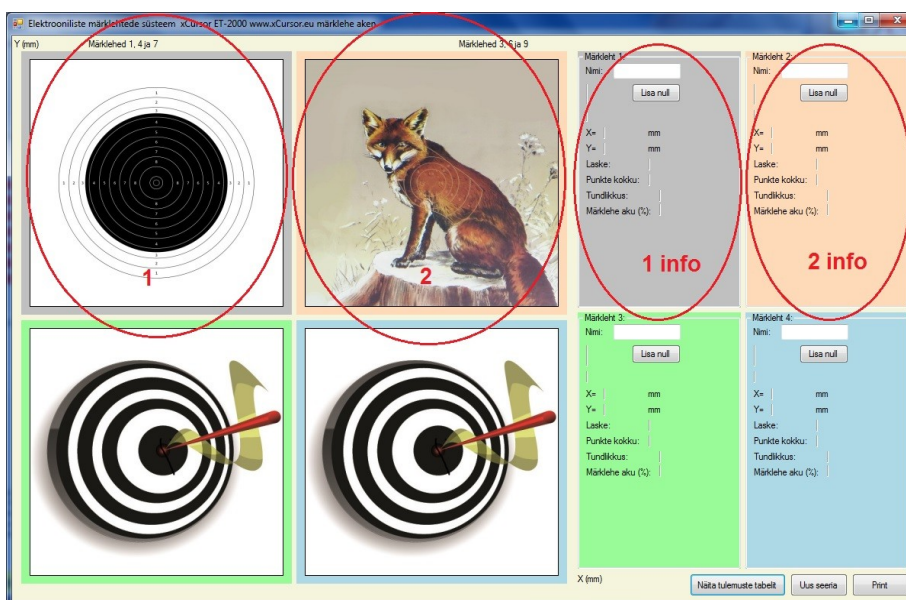 Elektrooniliste märklehtede süsteem xCursor ET-2000 www.xCursor.eu märklehe aken
Y (mm)
Märklehed 1, 4 ja 7
Märklehed 3, 6 ja 9
1
2
Märkleht 1:
Nimi:
Lisa null
X= mm
Y= mm
Laske:
Punkte kokku:
Tundlikkus:
Märklehe aku (%):
1 info
Märkleht 2:
Nimi:
Lisa null
X= mm
Y= mm
Laske:
Punkte kokku:
Tundlikkus:
Märklehe aku (%):
2 info
Märkleht 3:
Nimi:
Lisa null
X= mm
Y= mm
Laske:
Punkte kokku:
Tundlikkus:
Märklehe aku (%):
Märkleht 4:
Nimi:
Lisa null
X= mm
Y= mm
Laske:
Punkte kokku:
Tundlikkus:
Märklehe aku (%):
X (mm)
Näita tulemuste tabelit
Uus seeria
Print